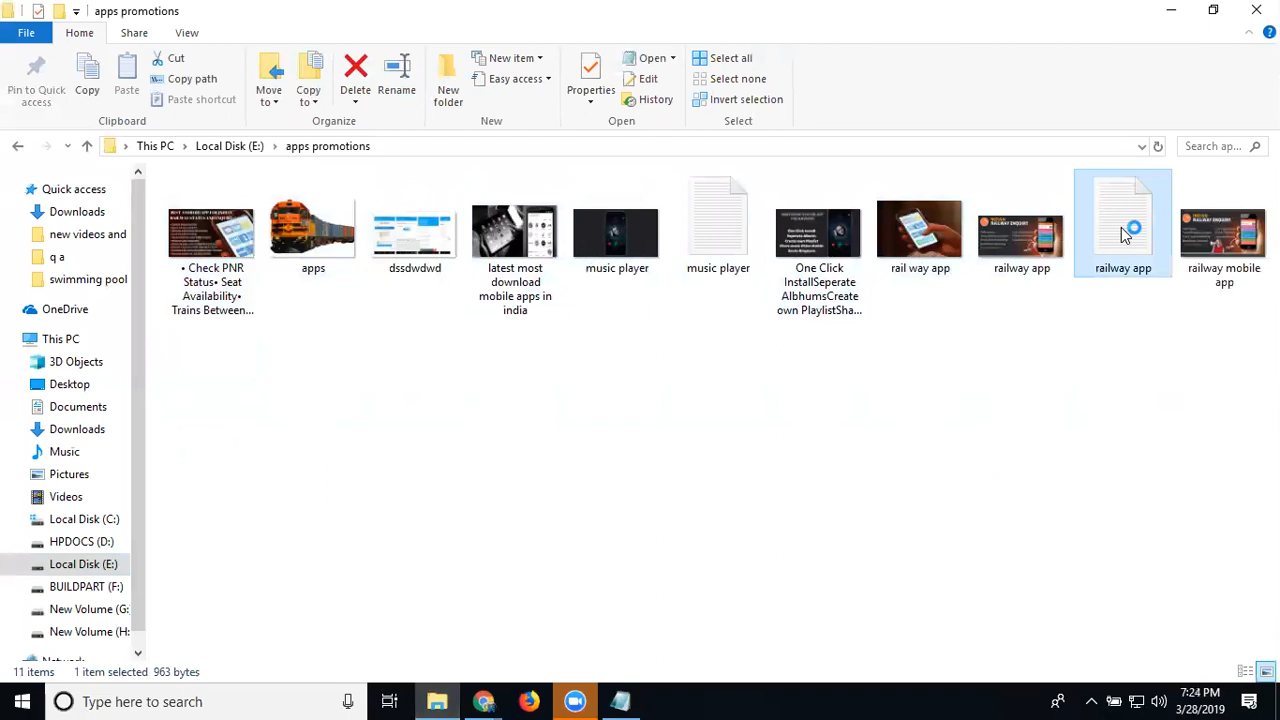 apps promotions
File
Home
Share
View
Pin to Quick access
Copy
Paste
Cut
Copy path
Paste shortcut
Clipboard
Move to
Copy to
Delete
Rename
Organize
New folder
New item
Easy access
New
Properties
Open
Edit
History
Open
Select all
Select none
Invert selection
Select
This PC > Local Disk (E:) > apps promotions
Search ap...
Quick access
Downloads
new videos and
q a
swimming pool
OneDrive
This PC
3D Objects
Desktop
Documents
Downloads
Music
Pictures
Videos
Local Disk (C:)
HPDOCS (D:)
Local Disk (E:)
BUILDPART (F:)
New Volume (G:
New Volume (H:
Network
• Check PNR
Status• Seat
Availability•
Trains Between...
apps
dssdwdwd
latest most
download
mobile apps in
india
music player
music player
One Click
InstallSeperate
AlbhumsCreate
own PlaylistSha...
rail way app
railway app
railway app
railway mobile
app
11 items
1 item selected 963 bytes
Type here to search
7:24 PM
3/28/2019